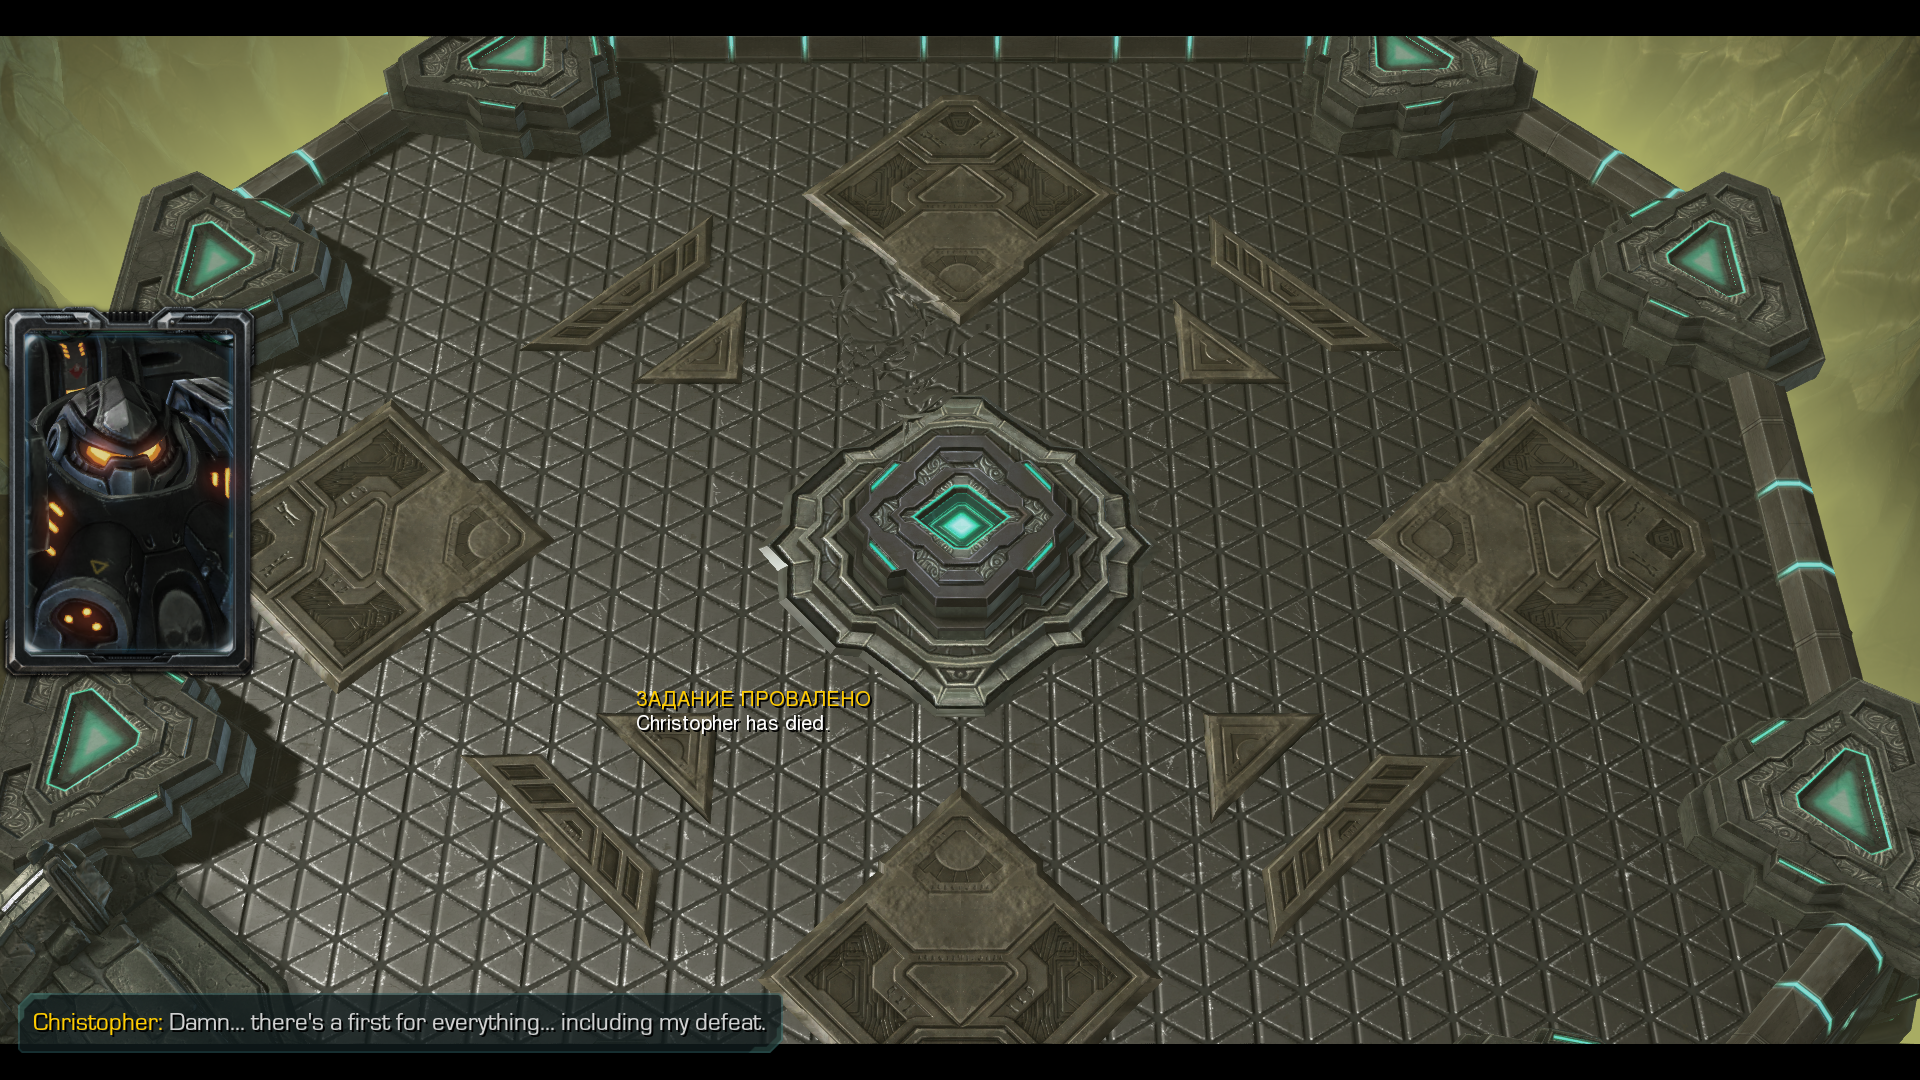 ЗАДАНИЕ ПРОВАЛЕНО
Christopher has died.
Christopher: Damn... there's a first for everything... including my defeat.